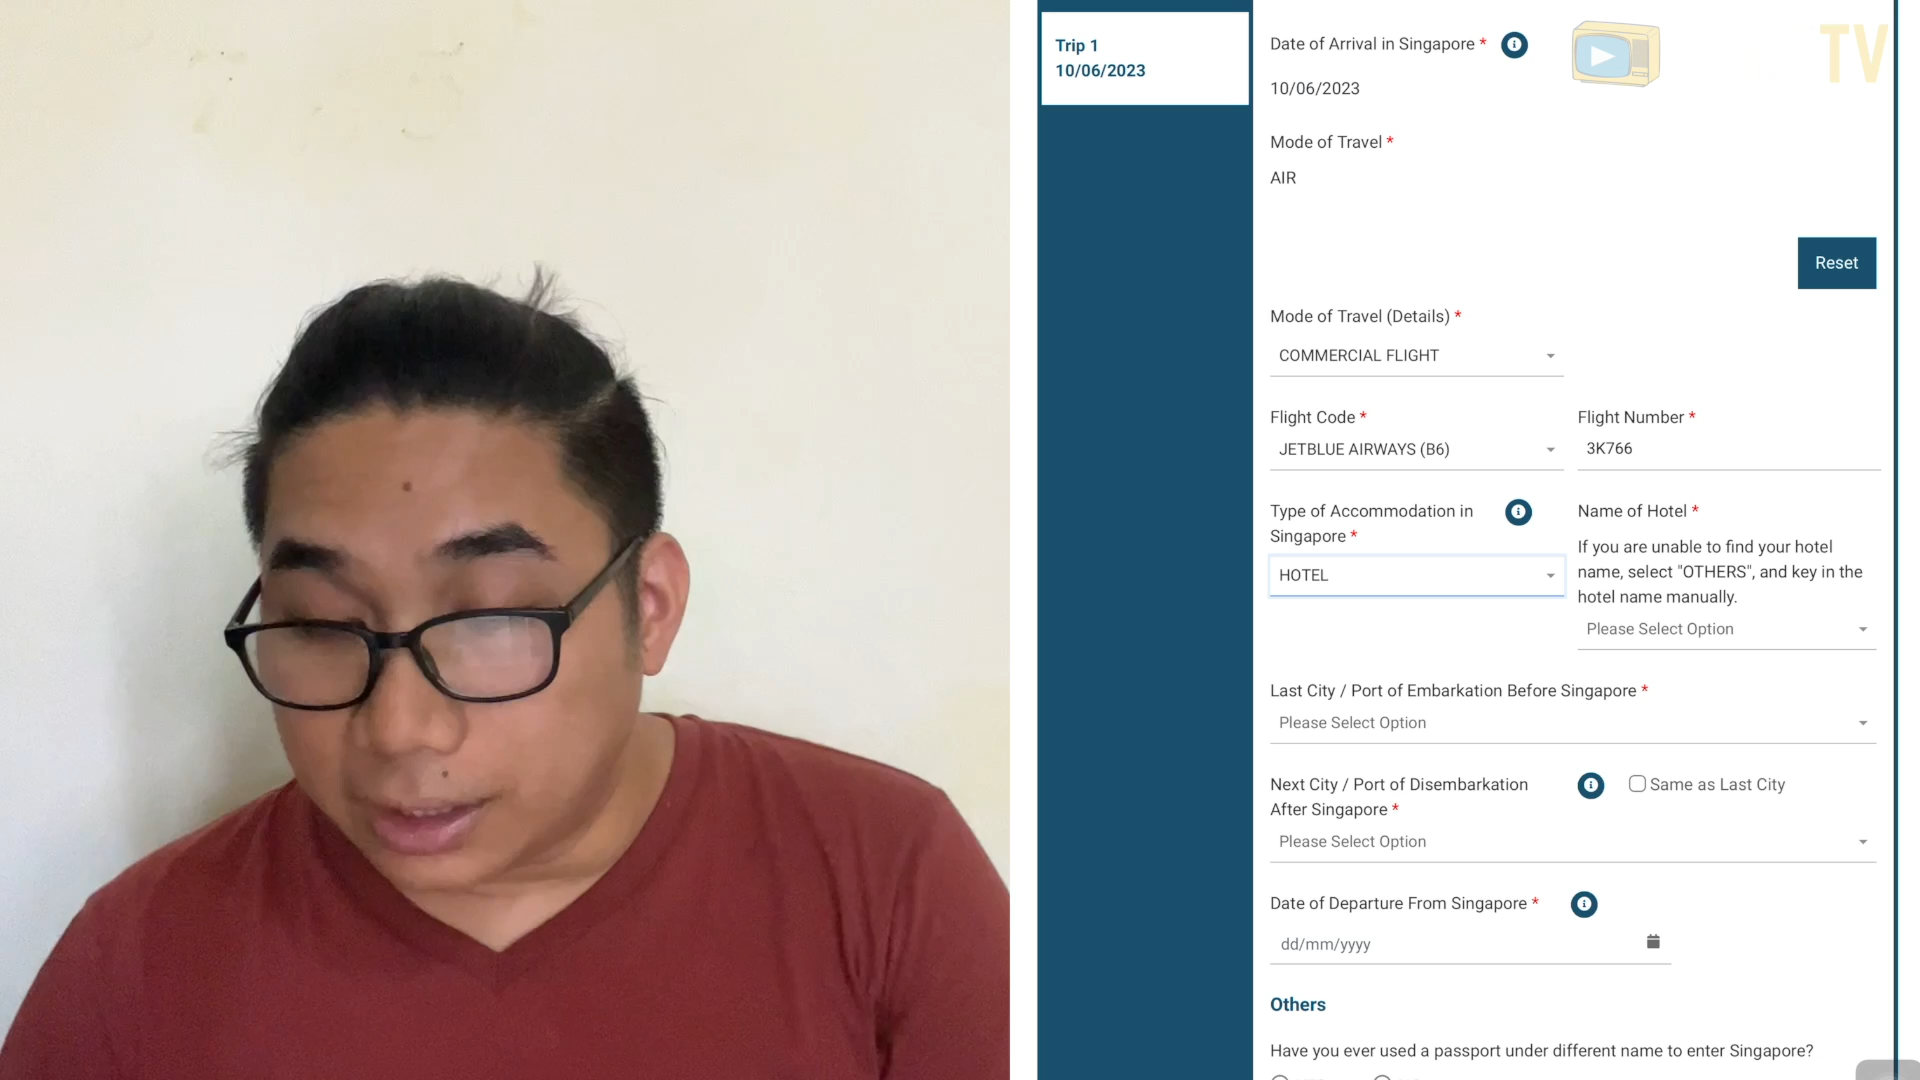 Trip 1
10/06/2023
Date of Arrival in Singapore *
10/06/2023
TV
Mode of Travel *
AIR
Reset
Mode of Travel (Details) *
COMMERCIAL FLIGHT
Flight Code *
JETBLUE AIRWAYS (B6)
Flight Number *
3K766
Type of Accommodation in
Singapore *
HOTEL
Name of Hotel *
If you are unable to find your hotel
name, select "OTHERS", and key in the
hotel name manually.
Please Select Option
Last City / Port of Embarkation Before Singapore *
Please Select Option
Next City / Port of Disembarkation
After Singapore *
Same as Last City
Please Select Option
Date of Departure From Singapore *
dd/mm/yyyy
Others
Have you ever used a passport under different name to enter Singapore?